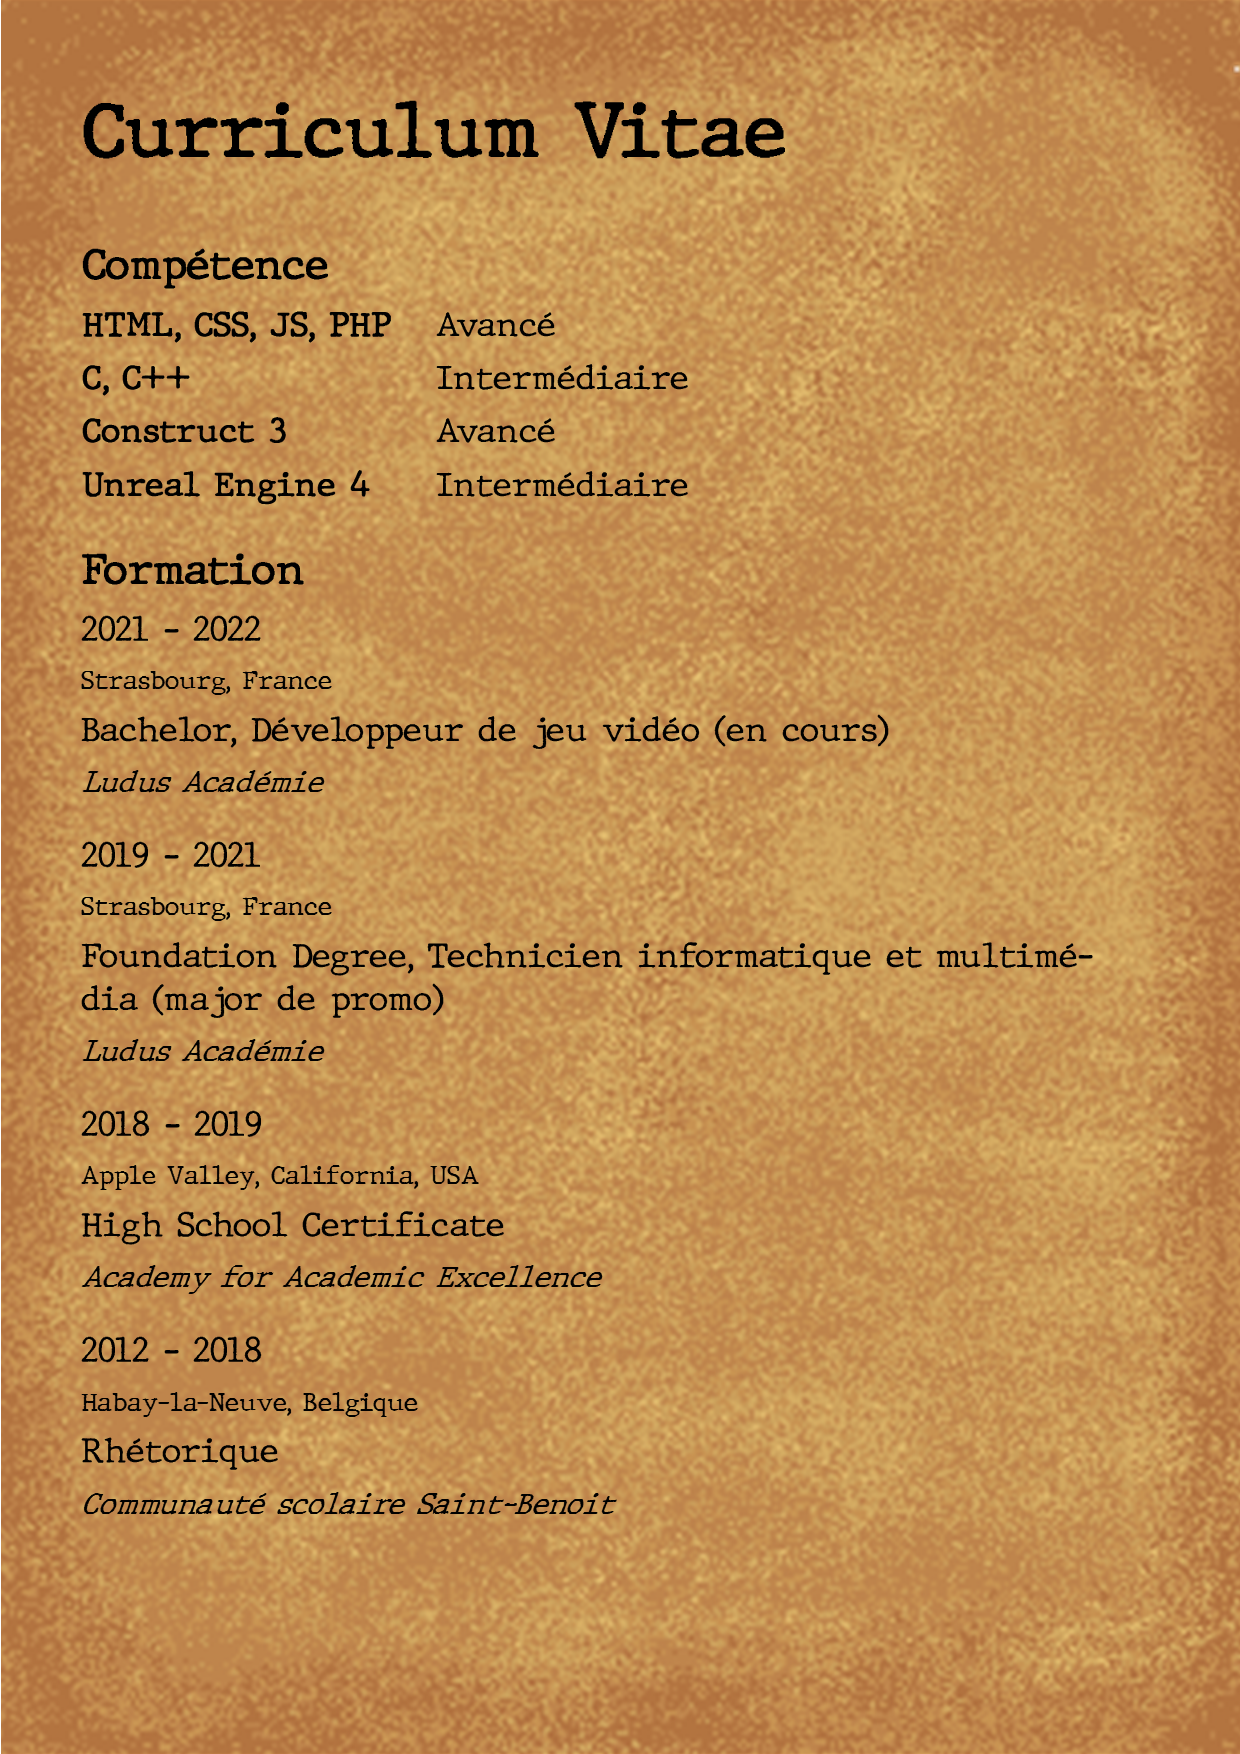 Curriculum Vitae
Compétence
HTML, CSS, JS, PHP Avancé
C, C++ Intermédiaire
Construct 3 Avancé
Unreal Engine 4 Intermédiaire
Formation
2021 - 2022
Strasbourg, France
Bachelor, Développeur de jeu vidéo (en cours)
Ludus Académie
2019 - 2021
Strasbourg, France
Foundation Degree, Technicien informatique et multimé-
dia (major de promo)
Ludus Académie
2018 - 2019
Apple Valley, California, USA
High School Certificate
Academy for Academic Excellence
2012 - 2018
Habay-la-Neuve, Belgique
Rhétorique
Communauté scolaire Saint-Benoit